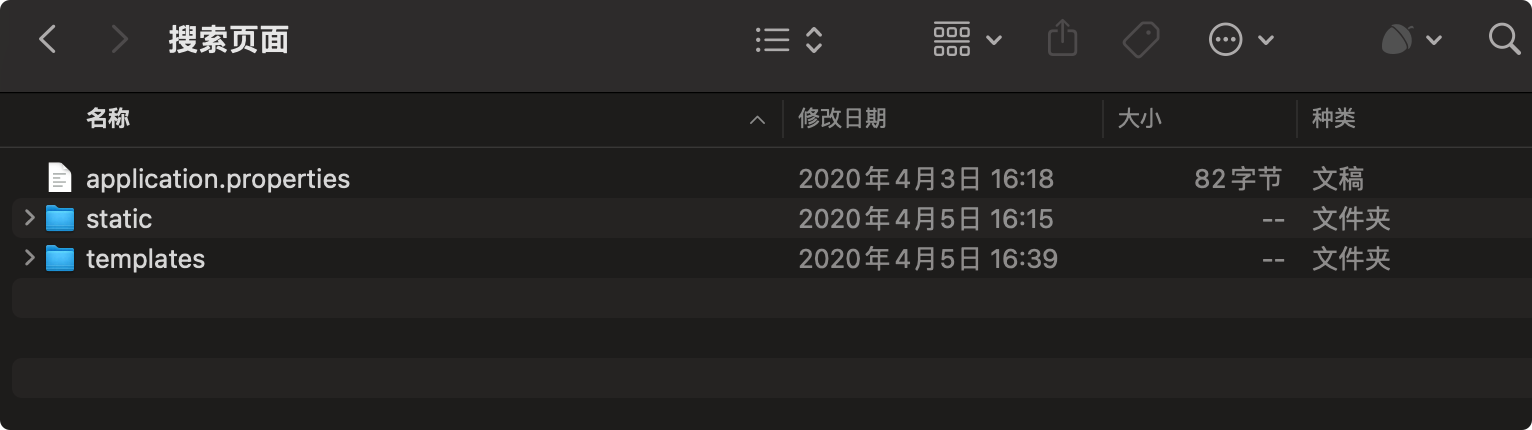 搜索页面
名称 修改日期 大小 种类
application.properties 2020年4月3日 16:18 82字节 文稿
static 2020年4月5日 16:15 -- 文件夹
templates 2020年4月5日 16:39 -- 文件夹